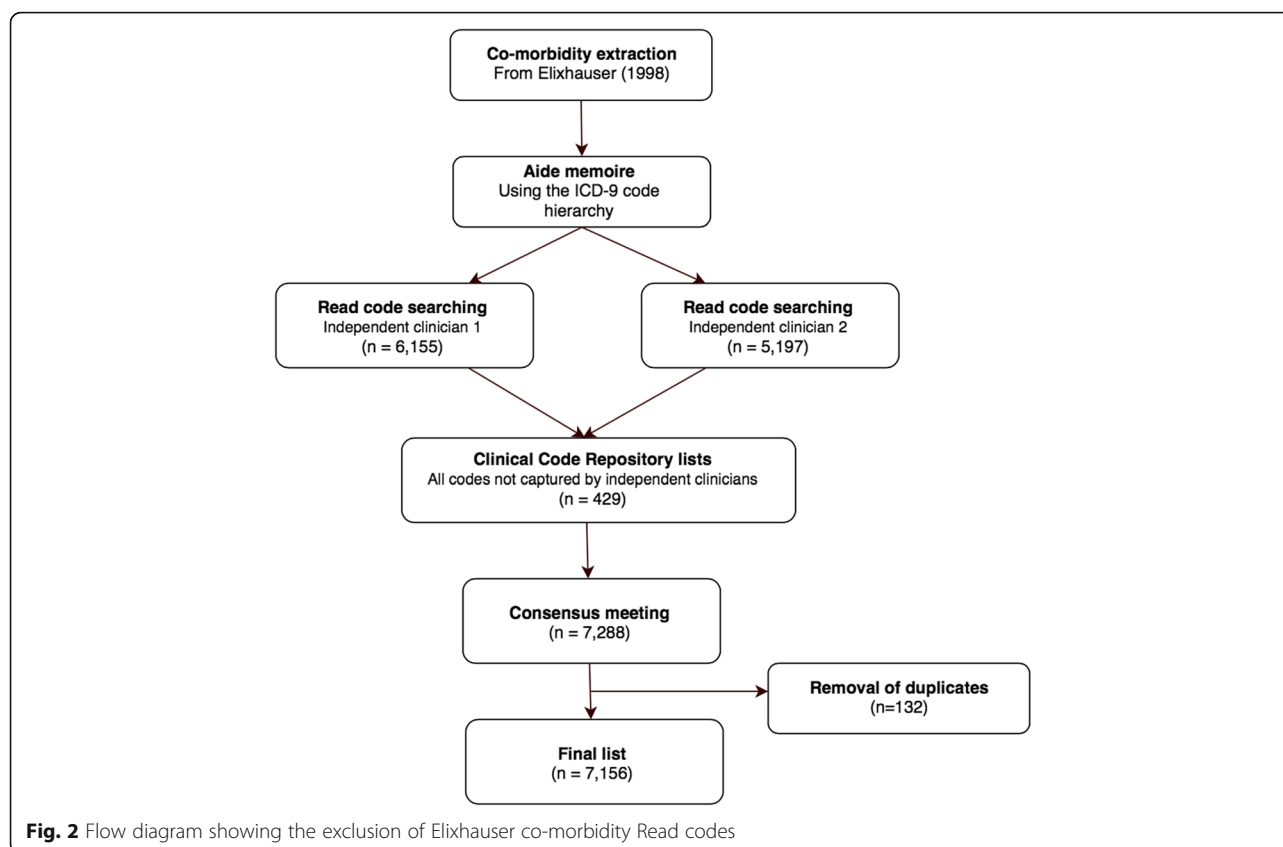 Co-morbidity extraction
From Elixhauser (1998)
Aide memoire
Using the ICD-9 code
hierarchy
Read code searching
Independent clinician 1
(n = 6,155)
Read code searching
Independent clinician 2
(n = 5,197)
Clinical Code Repository lists
All codes not captured by independent clinicians
(n = 429)
Consensus meeting
(n = 7,288)
Removal of duplicates
(n=132)
Final list
(n = 7,156)
Fig. 2 Flow diagram showing the exclusion of Elixhauser co-morbidity Read codes